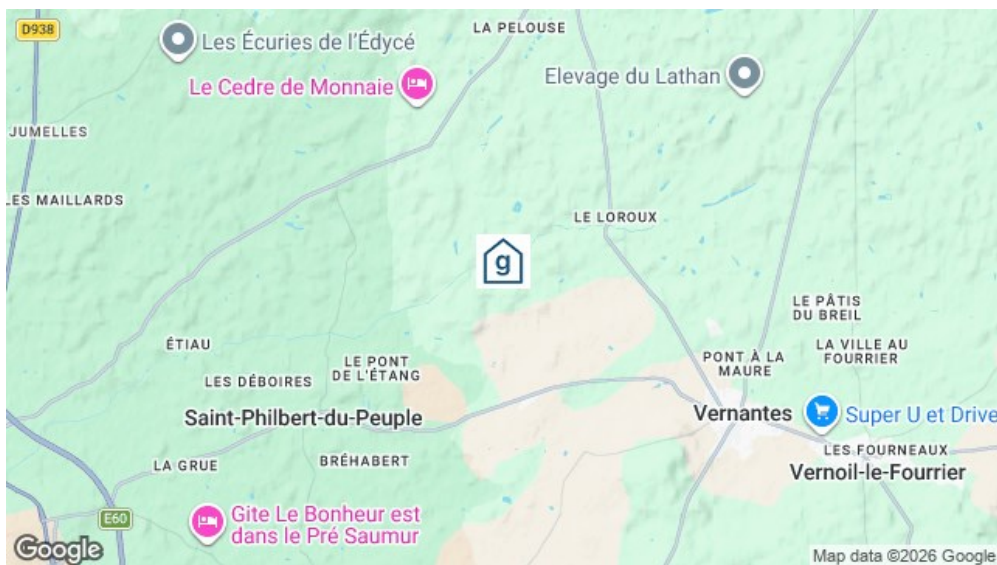 D938
LA PELOUSE
Les Écuries de l'Édycé
Elevage du Lathan
Le Cedre de Monnaie
JUMELLES
LES MAILLARDS
LE LOROUX
g
LE PÂTIS
DU BREIL
ÉTIAU
LE PONT
DE L'ÉTANG
PONT À LA
MAURE
LA VILLE AU
FOURRIER
LES DÉBOIRES
Saint-Philbert-du-Peuple
Vernantes
Super U et Drive
LES FOURNEAUX
LA GRUE
BRÉHABERT
Vernoil-le-Fourrier
E60
Gite Le Bonheur est
dans le Pré Saumur
Google
Map data ©2026 Google